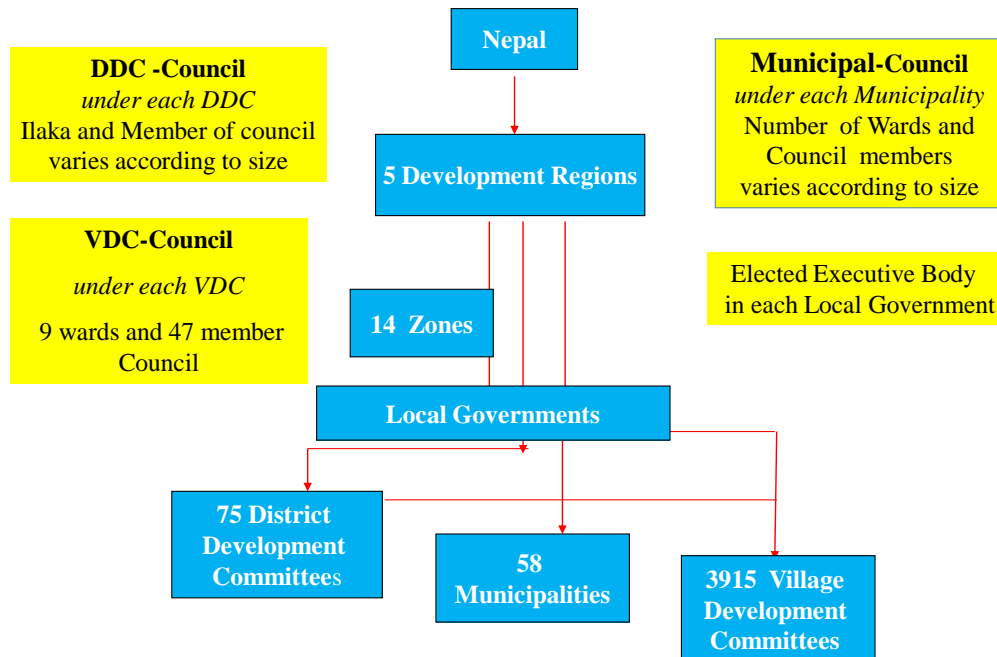 Nepal
DDC -Council
under each DDC
Ilaka and Member of council
varies according to size
Municipal-Council
under each Municipality
Number of Wards and
Council members
varies according to size
5 Development Regions
VDC-Council
under each VDC
9 wards and 47 member
Council
Elected Executive Body
in each Local Government
14 Zones
Local Governments
75 District
Development
Committees
58
Municipalities
3915 Village
Development
Committees